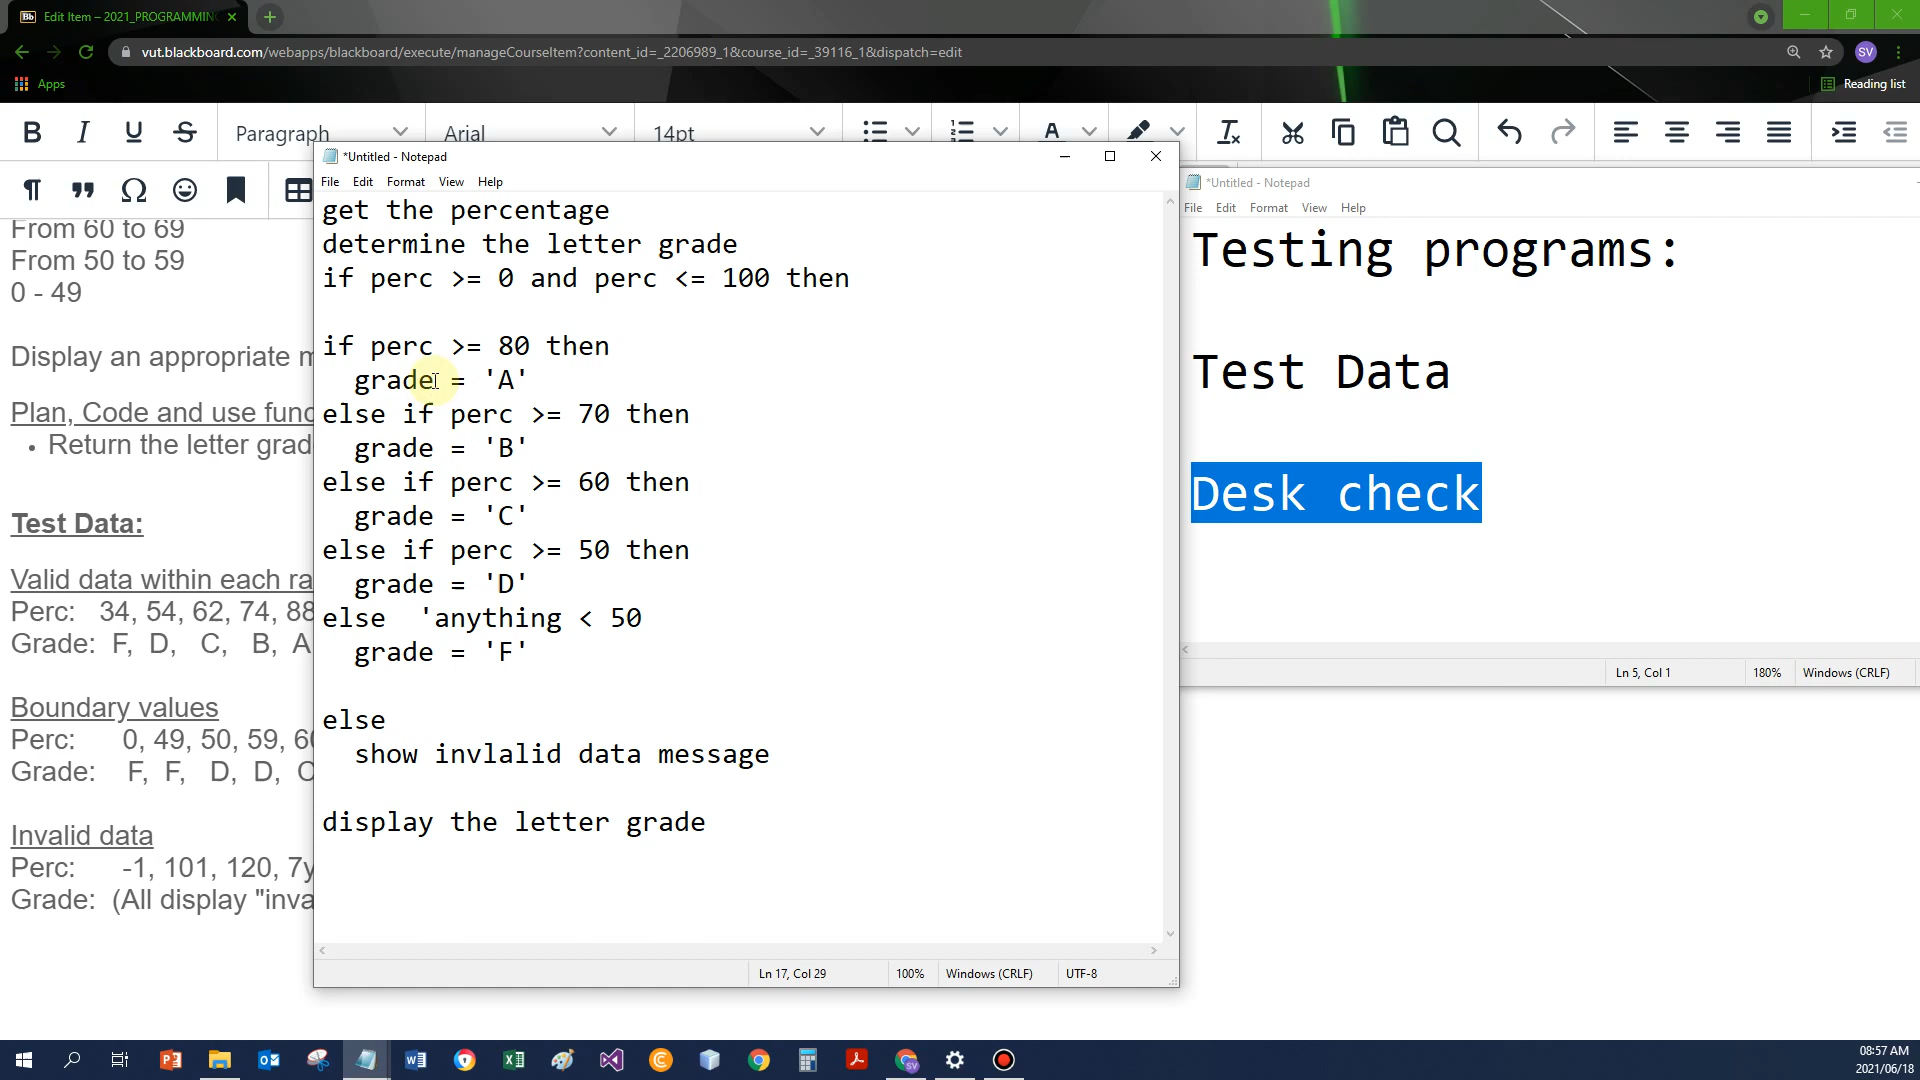 Edit Item – 2021_PROGRAMMIN
vut.blackboard.com/webapps/blackboard/execute/manageCourseItem?content_id=_2206989_1&course_id=_39116_1&dispatch=edit
SV
Apps
Reading list
Paragraph
Arial
14pt
From 60 to 69
From 50 to 59
0 - 49
Display an appropriate m
Plan, Code and use func
Return the letter grad
Test Data:
Valid data within each ra
Perc: 34, 54, 62, 74, 88
Grade: F, D, C, B, A
Boundary values
Perc: 0, 49, 50, 59, 60
Grade: F, F, D, D, C
Invalid data
Perc: -1, 101, 120, 7y
Grade: (All display "inva
*Untitled - Notepad
File Edit Format View Help
get the percentage
determine the letter grade
if perc >= 0 and perc <= 100 then
if perc >= 80 then
grade = 'A'
else if perc >= 70 then
grade = 'B'
else if perc >= 60 then
grade = 'C'
else if perc >= 50 then
grade = 'D'
else 'anything < 50
grade = 'F'
else
show invlalid data message
display the letter grade
Ln 17, Col 29
100%
Windows (CRLF)
UTF-8
*Untitled - Notepad
File Edit Format View Help
Testing programs:
Test Data
Desk check
Ln 5, Col 1
180%
Windows (CRLF)
08:57 AM
2021/06/18